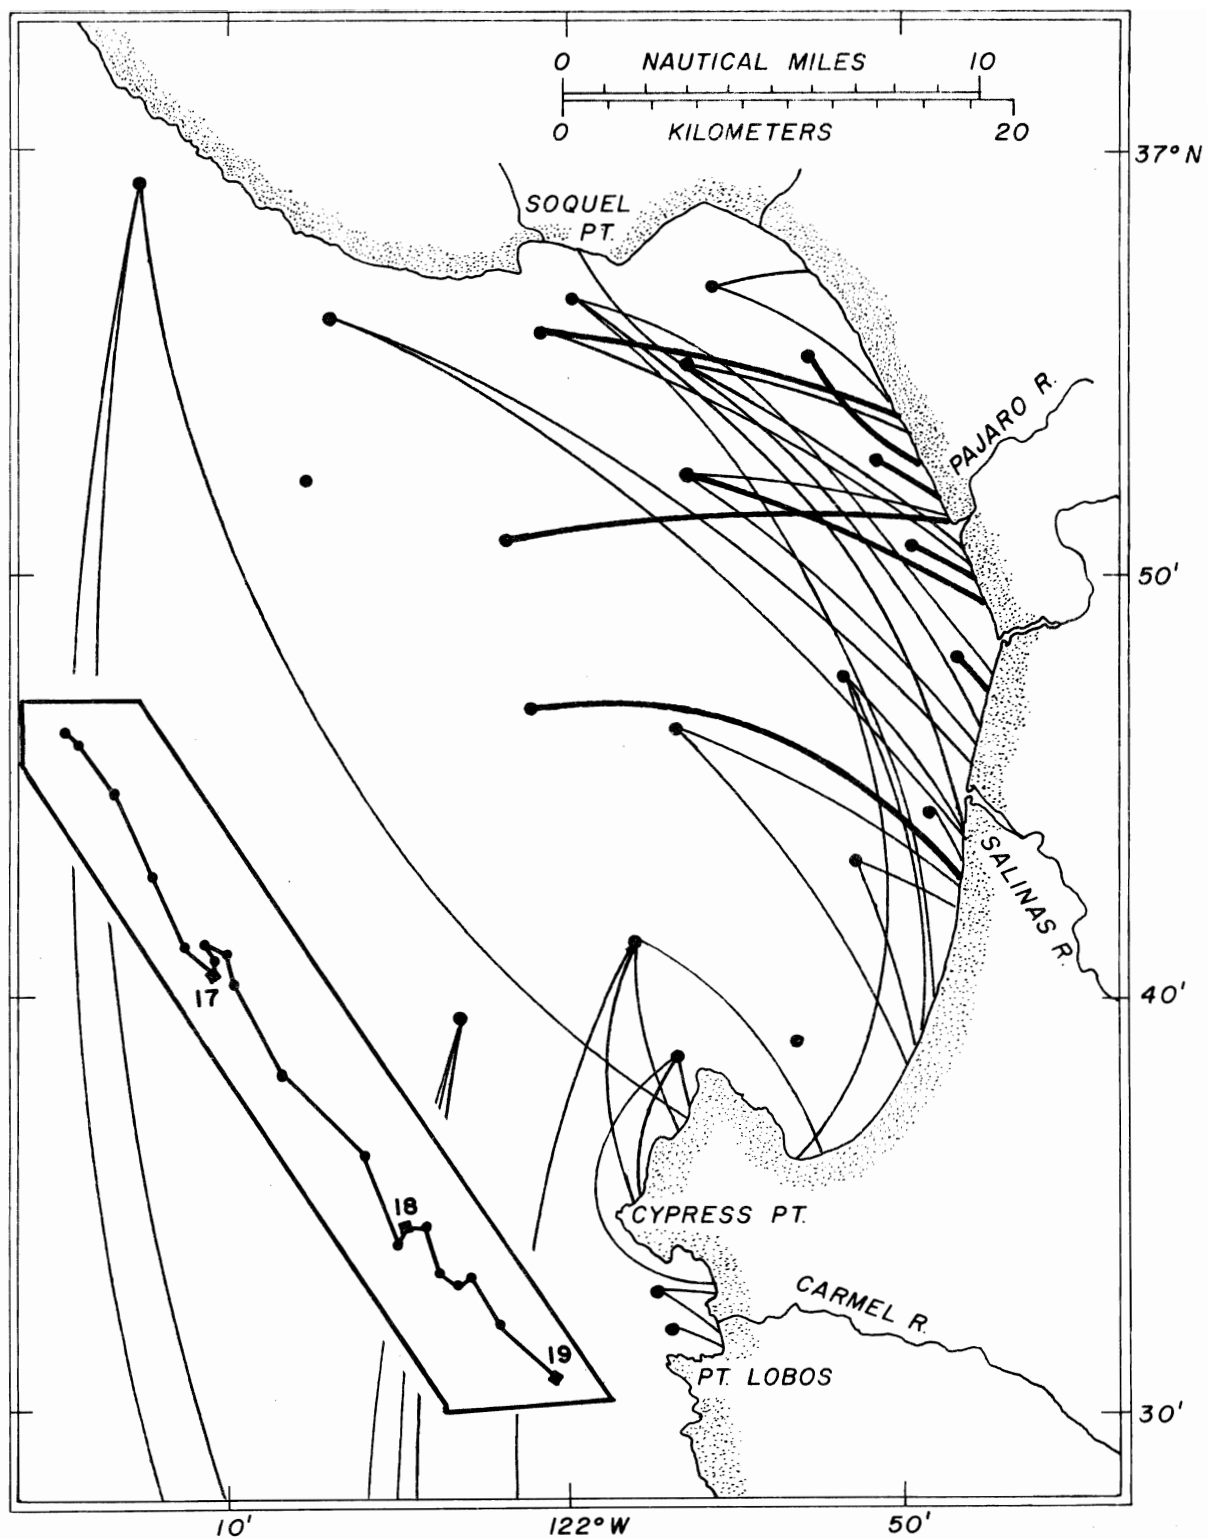 0 NAUTICAL MILES 10
0 KILOMETERS 20
37°N
SOQUEL
PT.
PAJARO R.
50'
SALINAS R.
17
40'
18
CYPRESS PT.
CARMEL R.
19
PT. LOBOS
30'
10' 122°W 50'